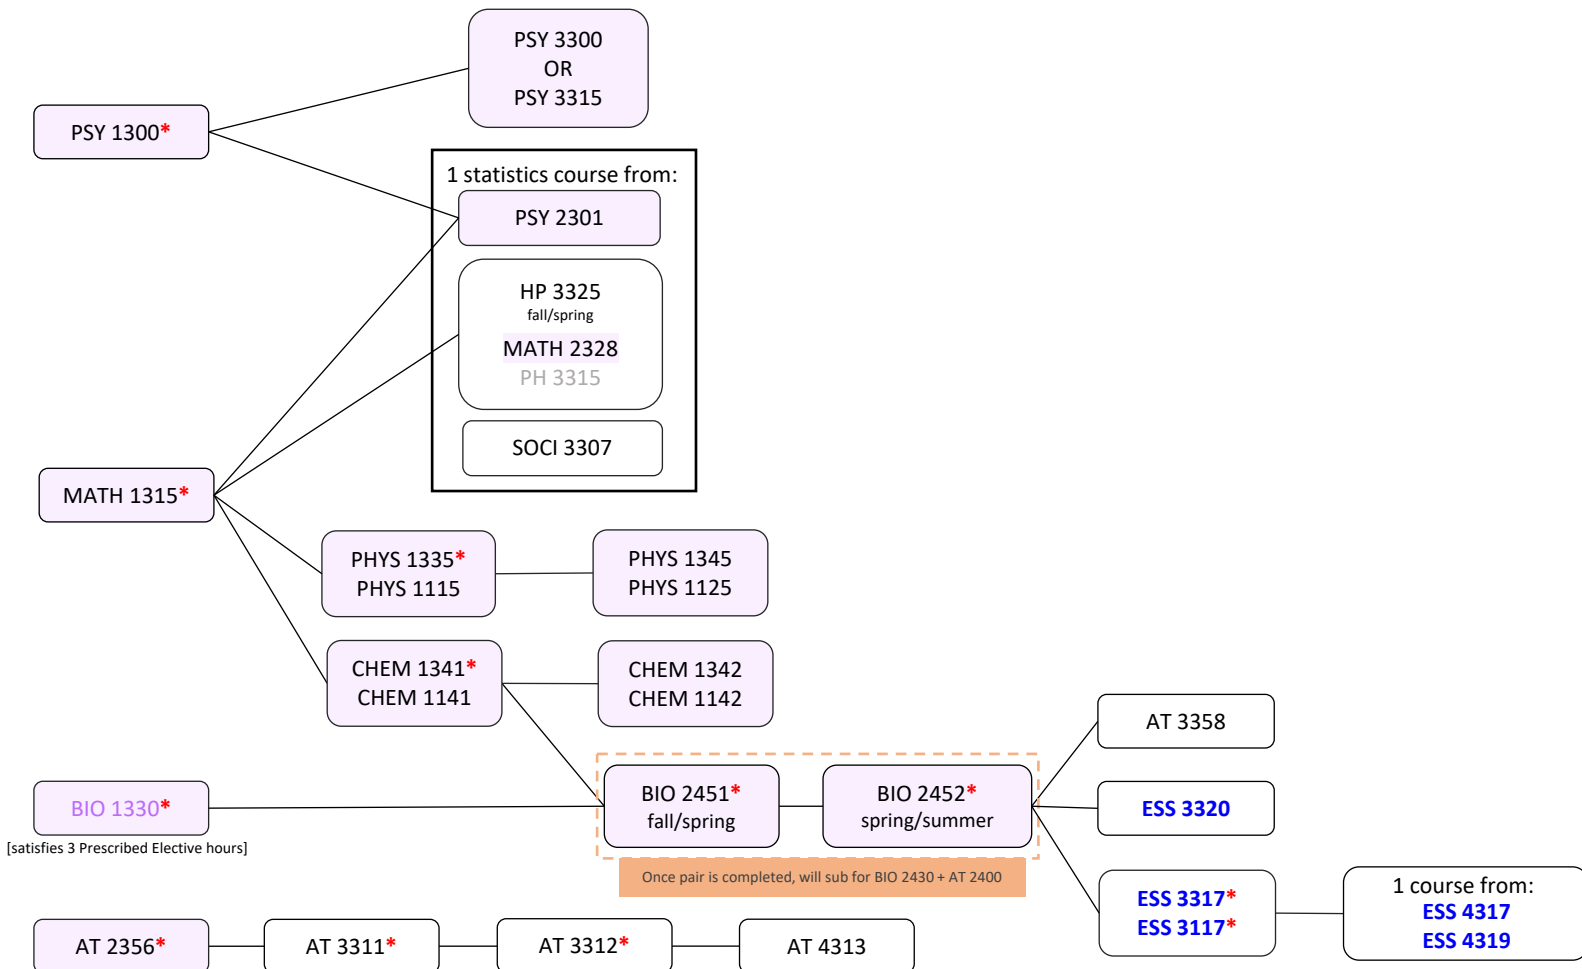 PSY 3300
OR
PSY 3315
PSY 1300*
1 statistics course from:
PSY 2301
HP 3325
fall/spring
MATH 2328
PH 3315
SOCI 3307
MATH 1315*
PHYS 1335*
PHYS 1115
PHYS 1345
PHYS 1125
CHEM 1341*
CHEM 1141
CHEM 1342
CHEM 1142
AT 3358
BIO 1330*
[satisfies 3 Prescribed Elective hours]
BIO 2451*
fall/spring
BIO 2452*
spring/summer
ESS 3320
Once pair is completed, will sub for BIO 2430 + AT 2400
ESS 3317*
ESS 3117*
1 course from:
ESS 4317
ESS 4319
AT 2356*
AT 3311*
AT 3312*
AT 4313